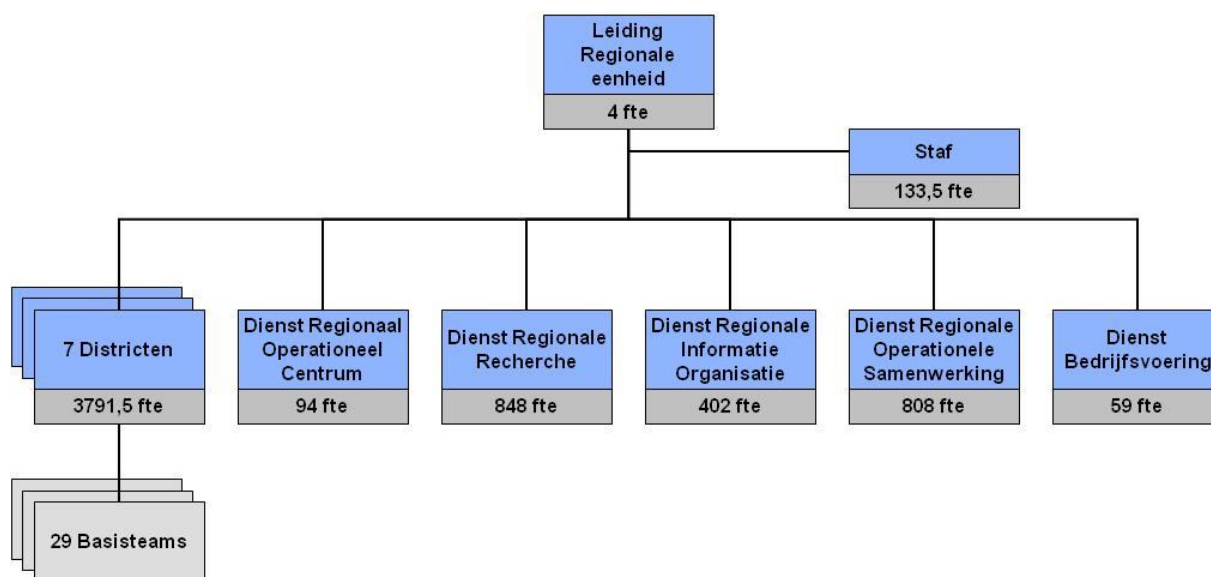 Leiding
Regionale
eenheid
4 fte
Staf
133,5 fte
7 Districten
3791,5 fte
Dienst Regionaal
Operationeel
Centrum
94 fte
Dienst Regionale
Recherche
848 fte
Dienst Regionale
Informatie
Organisatie
402 fte
Dienst Regionale
Operationele
Samenwerking
808 fte
Dienst
Bedrijfsvoering
59 fte
29 Basisteams